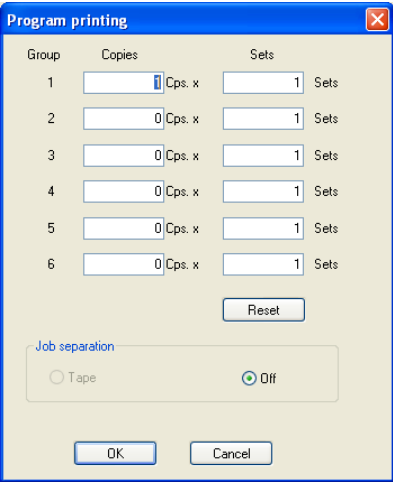 Program printing
Group Copies Sets
1 1 Cps. x 1 Sets
2 0 Cps. x 1 Sets
3 0 Cps. x 1 Sets
4 0 Cps. x 1 Sets
5 0 Cps. x 1 Sets
6 0 Cps. x 1 Sets
Reset
Job separation
Tape Off
OK Cancel